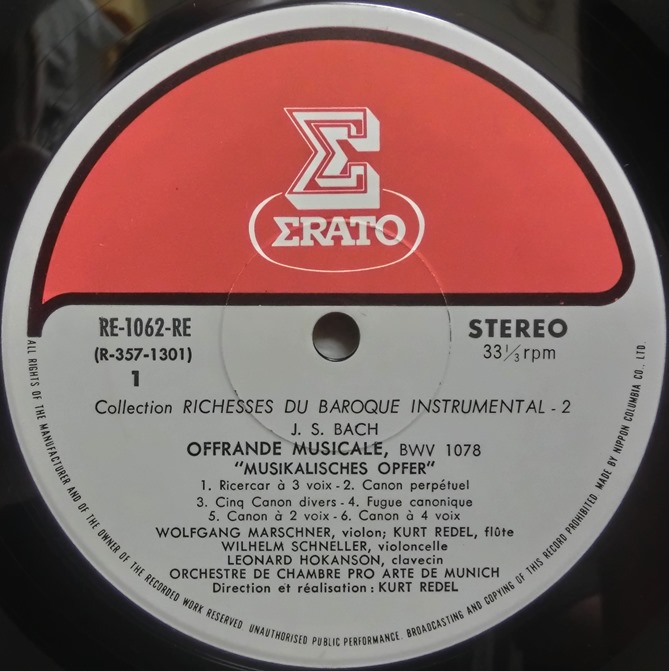 ΣRATO
RE-1062-RE
(R-357-1301)
1
STEREO
33 1/3 rpm
Collection RICHESSES DU BAROQUE INSTRUMENTAL - 2
J. S. BACH
OFFRANDE MUSICALE, BWV 1078
"MUSIKALISCHES OPFER"
1. Ricercar à 3 voix - 2. Canon perpétuel
3. Cinq Canon divers - 4. Fugue canonique
5. Canon à 2 voix - 6. Canon à 4 voix
WOLFGANG MARSCHNER, violon; KURT REDEL, flûte
WILHELM SCHNELLER, violoncelle
LEONARD HOKANSON, clavecin
ORCHESTRE DE CHAMBRE PRO ARTE DE MUNICH
Direction et réalisation : KURT REDEL
ALL RIGHTS OF THE MANUFACTURER AND OF THE OWNER OF THE RECORDED WORK RESERVED. UNAUTHORISED PUBLIC PERFORMANCE. BROADCASTING AND COPYING OF THIS RECORD PROHIBITED. MADE BY NIPPON COLUMBIA CO., LTD.